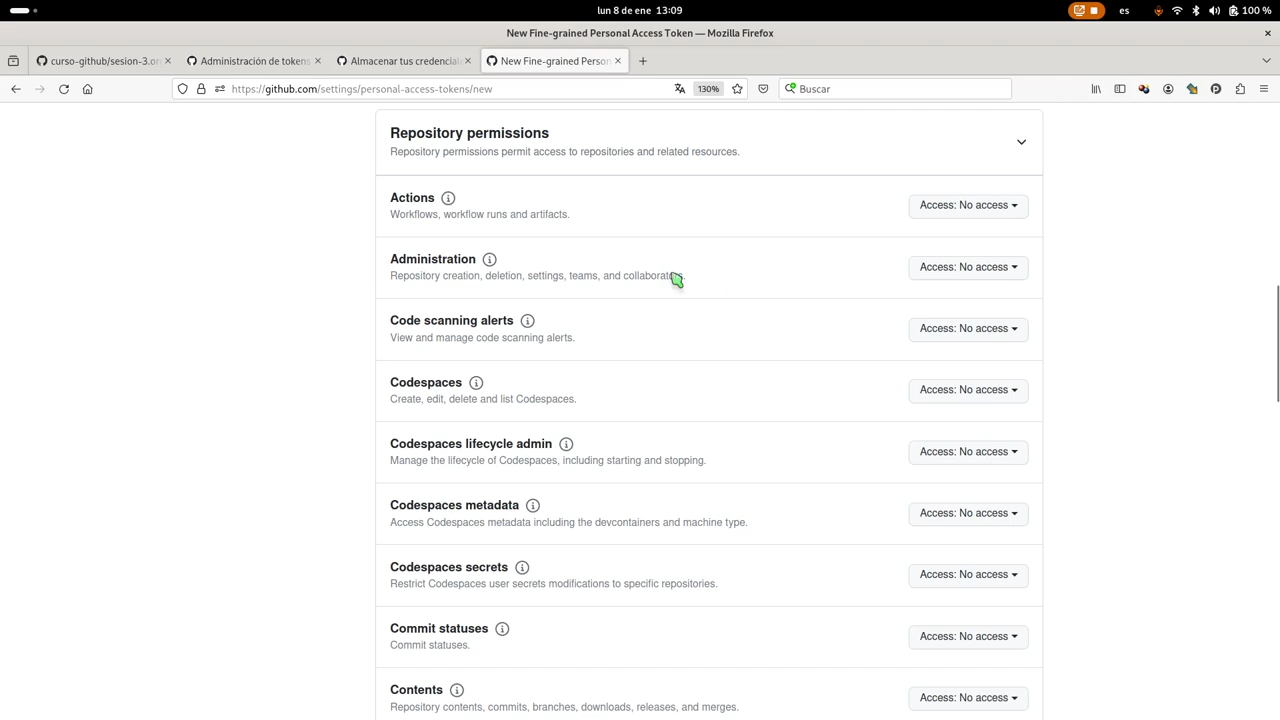 lun 8 de ene 13:09
es
100 %
New Fine-grained Personal Access Token — Mozilla Firefox
curso-github/sesion-3.or
Administración de tokens
Almacenar tus credencial
New Fine-grained Person
https://github.com/settings/personal-access-tokens/new
130%
Buscar
Repository permissions
Repository permissions permit access to repositories and related resources.
Actions
Workflows, workflow runs and artifacts.
Access: No access
Administration
Repository creation, deletion, settings, teams, and collaborators.
Access: No access
Code scanning alerts
View and manage code scanning alerts.
Access: No access
Codespaces
Create, edit, delete and list Codespaces.
Access: No access
Codespaces lifecycle admin
Manage the lifecycle of Codespaces, including starting and stopping.
Access: No access
Codespaces metadata
Access Codespaces metadata including the devcontainers and machine type.
Access: No access
Codespaces secrets
Restrict Codespaces user secrets modifications to specific repositories.
Access: No access
Commit statuses
Commit statuses.
Access: No access
Contents
Repository contents, commits, branches, downloads, releases, and merges.
Access: No access